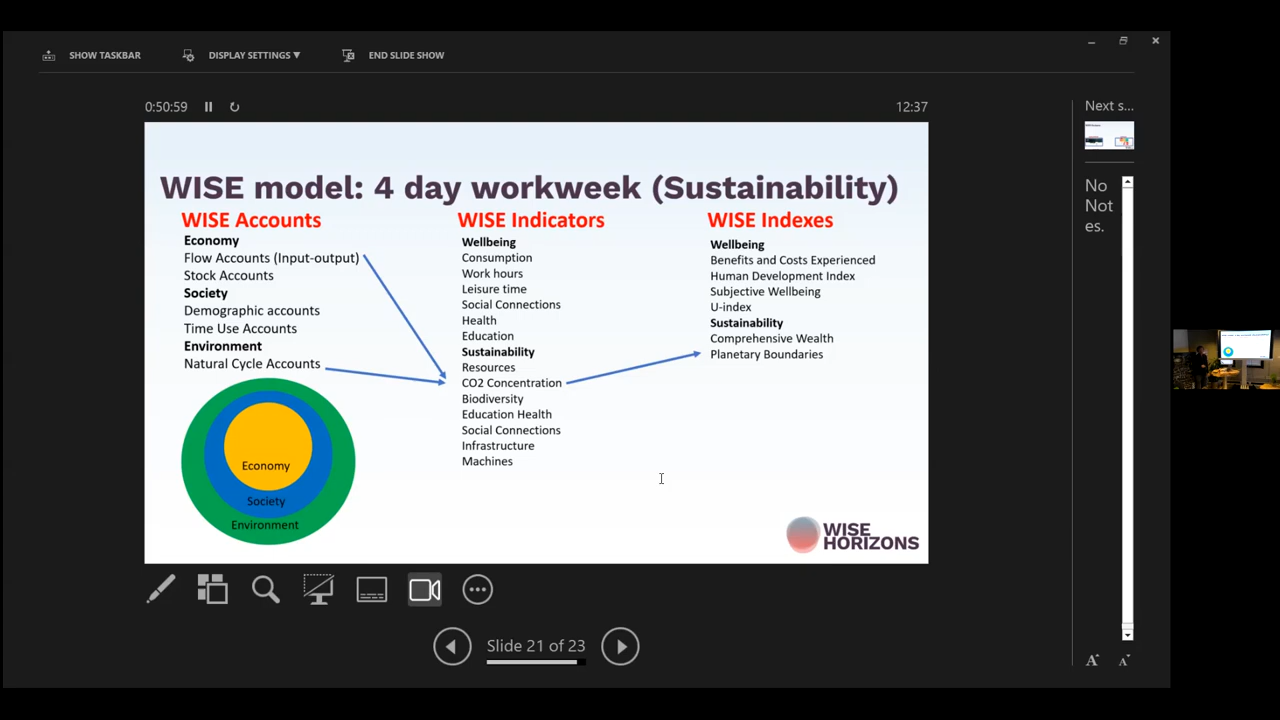 SHOW TASKBAR
DISPLAY SETTINGS ▼
END SLIDE SHOW
0:50:59
12:37
Next s...
No
Not
es.
WISE model: 4 day workweek (Sustainability)
WISE Accounts
Economy
Flow Accounts (Input-output)
Stock Accounts
Society
Demographic accounts
Time Use Accounts
Environment
Natural Cycle Accounts
Economy
Society
Environment
WISE Indicators
Wellbeing
Consumption
Work hours
Leisure time
Social Connections
Health
Education
Sustainability
Resources
CO2 Concentration
Biodiversity
Education Health
Social Connections
Infrastructure
Machines
WISE Indexes
Wellbeing
Benefits and Costs Experienced
Human Development Index
Subjective Wellbeing
U-index
Sustainability
Comprehensive Wealth
Planetary Boundaries
WISE
HORIZONS
Slide 21 of 23
A A